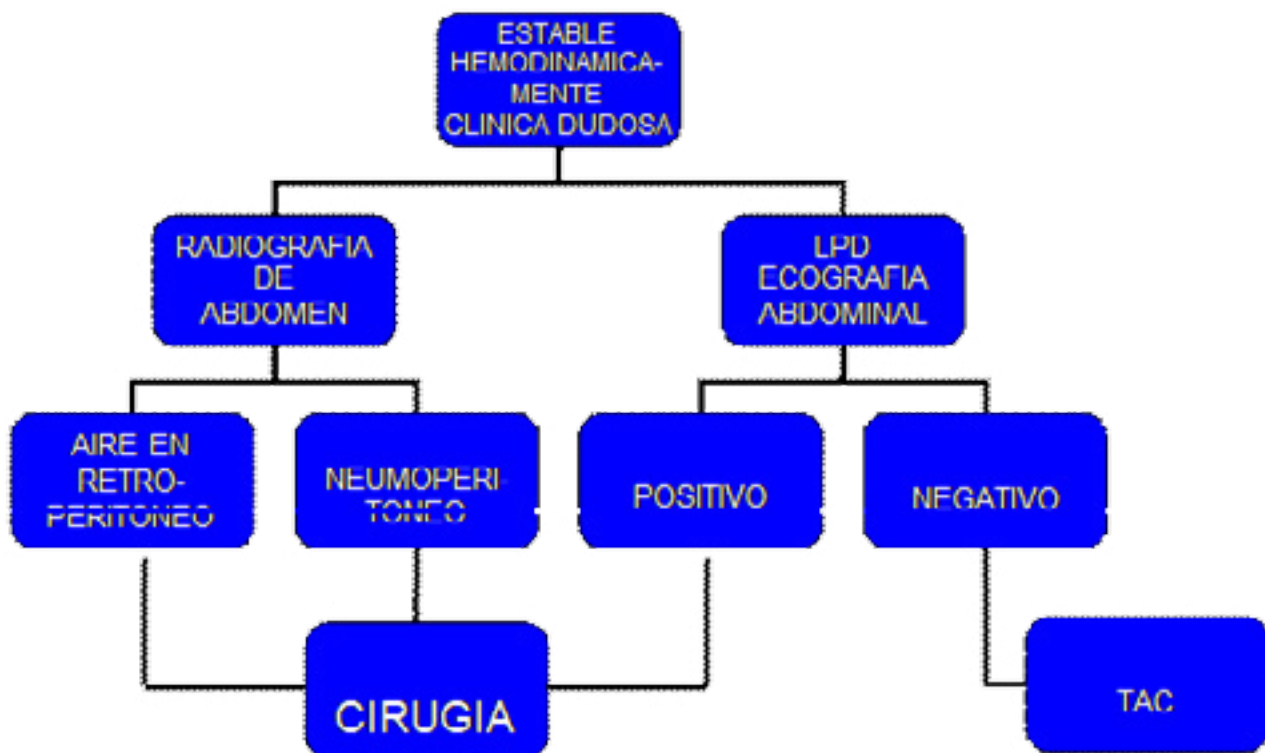 ESTABLE
HEMODINAMICA-
MENTE
CLINICA DUDOSA
RADIOGRAFIA
DE
ABDOMEN
LPD
ECOGRAFIA
ABDOMINAL
AIRE EN
RETRO-
PERITONEO
NEUMOPERI-
TONEO
POSITIVO
NEGATIVO
CIRUGIA
TAC